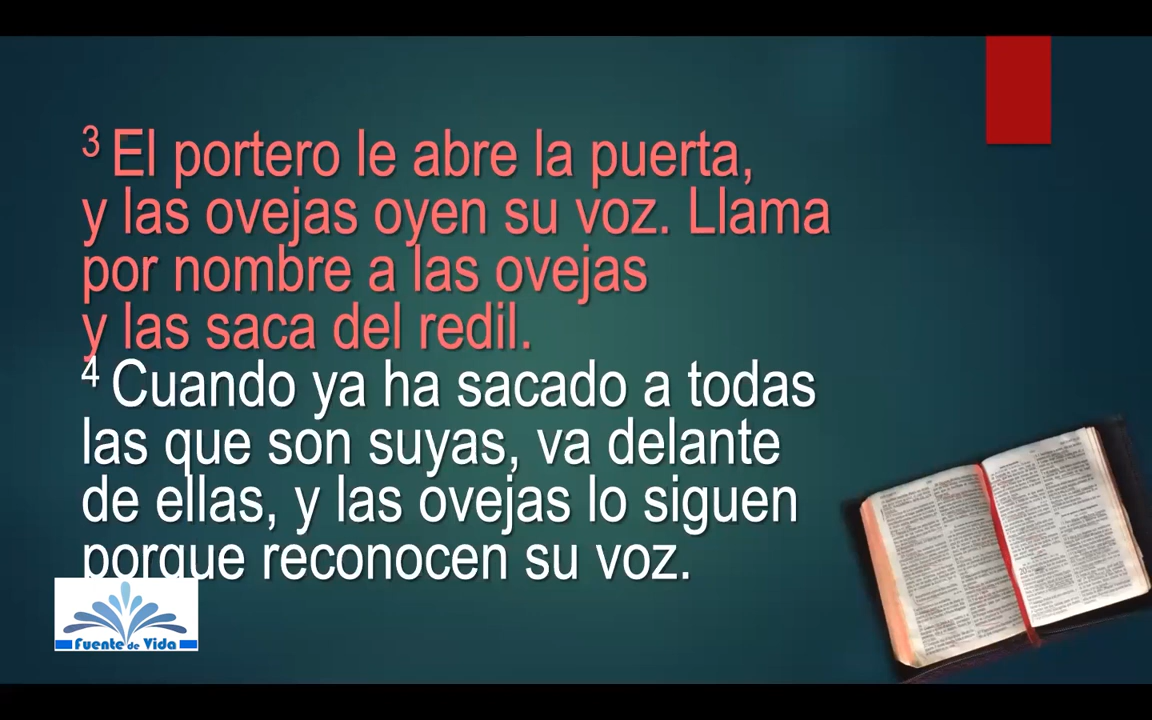 3 El portero le abre la puerta,
y las ovejas oyen su voz. Llama
por nombre a las ovejas
y las saca del redil.
4 Cuando ya ha sacado a todas
las que son suyas, va delante
de ellas, y las ovejas lo siguen
porque reconocen su voz.
Fuente de Vida